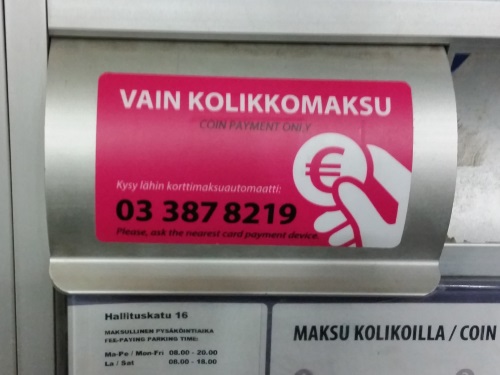 VAIN KOLIKKOMAKSU
COIN PAYMENT ONLY
€
Kysy lähin korttimaksuautomaatti:
03 387 8219
Please, ask the nearest card payment device.
Hallituskatu 16
MAKSULLINEN PYSÄKÖINTIAIKA
FEE-PAYING PARKING TIME:
Ma-Pe / Mon-Fri 08.00 - 20.00
La / Sat 08.00 - 18.00
MAKSU KOLIKOILLA / COIN